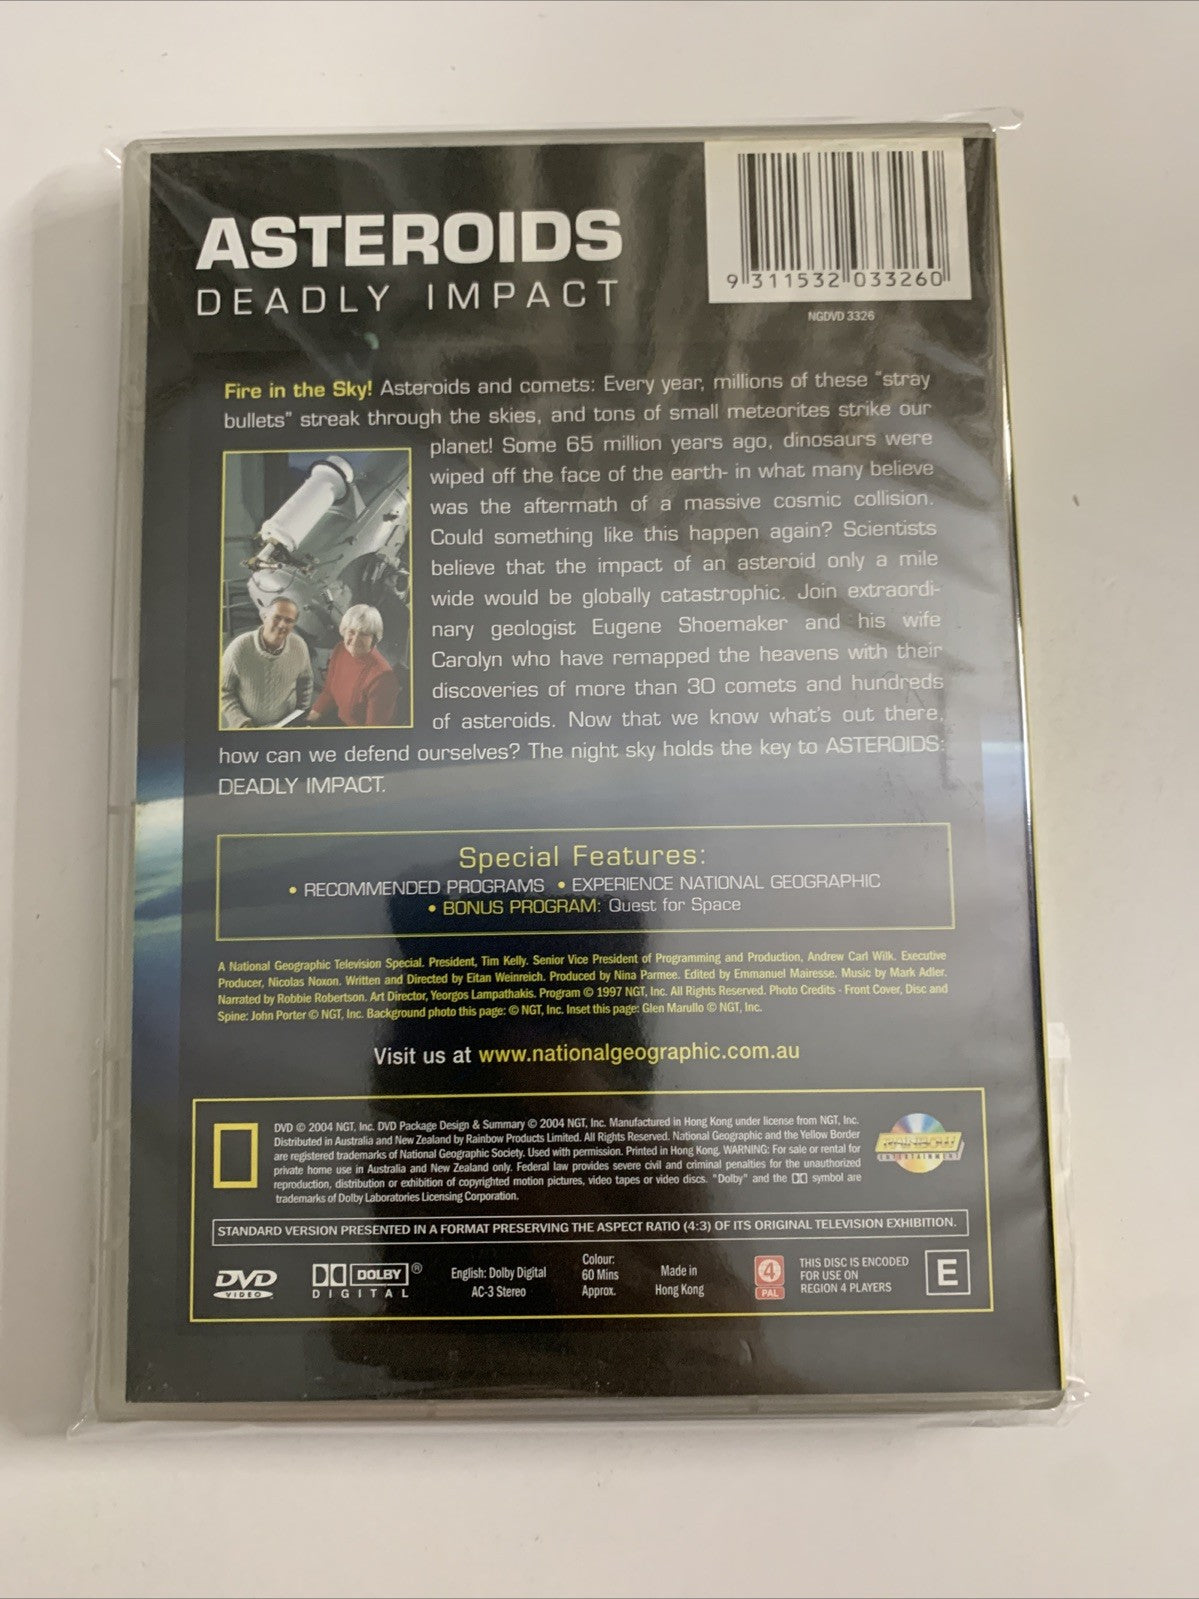 ASTEROIDS
DEADLY IMPACT
9 311532 033260
NGDVD 3326
Fire in the Sky! Asteroids and comets: Every year, millions of these "stray
bullets" streak through the skies, and tons of small meteorites strike our
planet! Some 65 million years ago, dinosaurs were
wiped off the face of the earth- in what many believe
was the aftermath of a massive cosmic collision.
Could something like this happen again? Scientists
believe that the impact of an asteroid only a mile
wide would be globally catastrophic. Join extraordi-
nary geologist Eugene Shoemaker and his wife
Carolyn who have remapped the heavens with their
discoveries of more than 30 comets and hundreds
of asteroids. Now that we know what's out there,
how can we defend ourselves? The night sky holds the key to ASTEROIDS:
DEADLY IMPACT.
Special Features:
• RECOMMENDED PROGRAMS • EXPERIENCE NATIONAL GEOGRAPHIC
• BONUS PROGRAM: Quest for Space
A National Geographic Television Special. President, Tim Kelly. Senior Vice President of Programming and Production, Andrew Carl Wilk. Executive
Producer, Nicolas Noxon. Written and Directed by Eitan Weinreich. Produced by Nina Parmee. Edited by Emmanuel Mairesse. Music by Mark Adler.
Narrated by Robbie Robertson. Art Director, Yeorgos Lampathakis. Program © 1997 NGT, Inc. All Rights Reserved. Photo Credits - Front Cover, Disc and
Spine: John Porter © NGT, Inc. Background photo this page: © NGT, Inc. Inset this page: Glen Marullo © NGT, Inc.
Visit us at www.nationalgeographic.com.au
DVD © 2004 NGT, Inc. DVD Package Design & Summary © 2004 NGT, Inc. Manufactured in Hong Kong under license from NGT, Inc.
Distributed in Australia and New Zealand by Rainbow Products Limited. All Rights Reserved. National Geographic and the Yellow Border
are registered trademarks of National Geographic Society. Used with permission. Printed in Hong Kong. WARNING: For sale or rental for
private home use in Australia and New Zealand only. Federal law provides severe civil and criminal penalties for the unauthorized
reproduction, distribution or exhibition of copyrighted motion pictures, video tapes or video discs. "Dolby" and the DD symbol are
trademarks of Dolby Laboratories Licensing Corporation.
RAINBOW
ENTERTAINMENT
STANDARD VERSION PRESENTED IN A FORMAT PRESERVING THE ASPECT RATIO (4:3) OF ITS ORIGINAL TELEVISION EXHIBITION.
DVD
VIDEO
DOLBY ®
DIGITAL
English: Dolby Digital
AC-3 Stereo
Colour:
60 Mins
Approx.
Made in
Hong Kong
4
PAL
THIS DISC IS ENCODED
FOR USE ON
REGION 4 PLAYERS
E